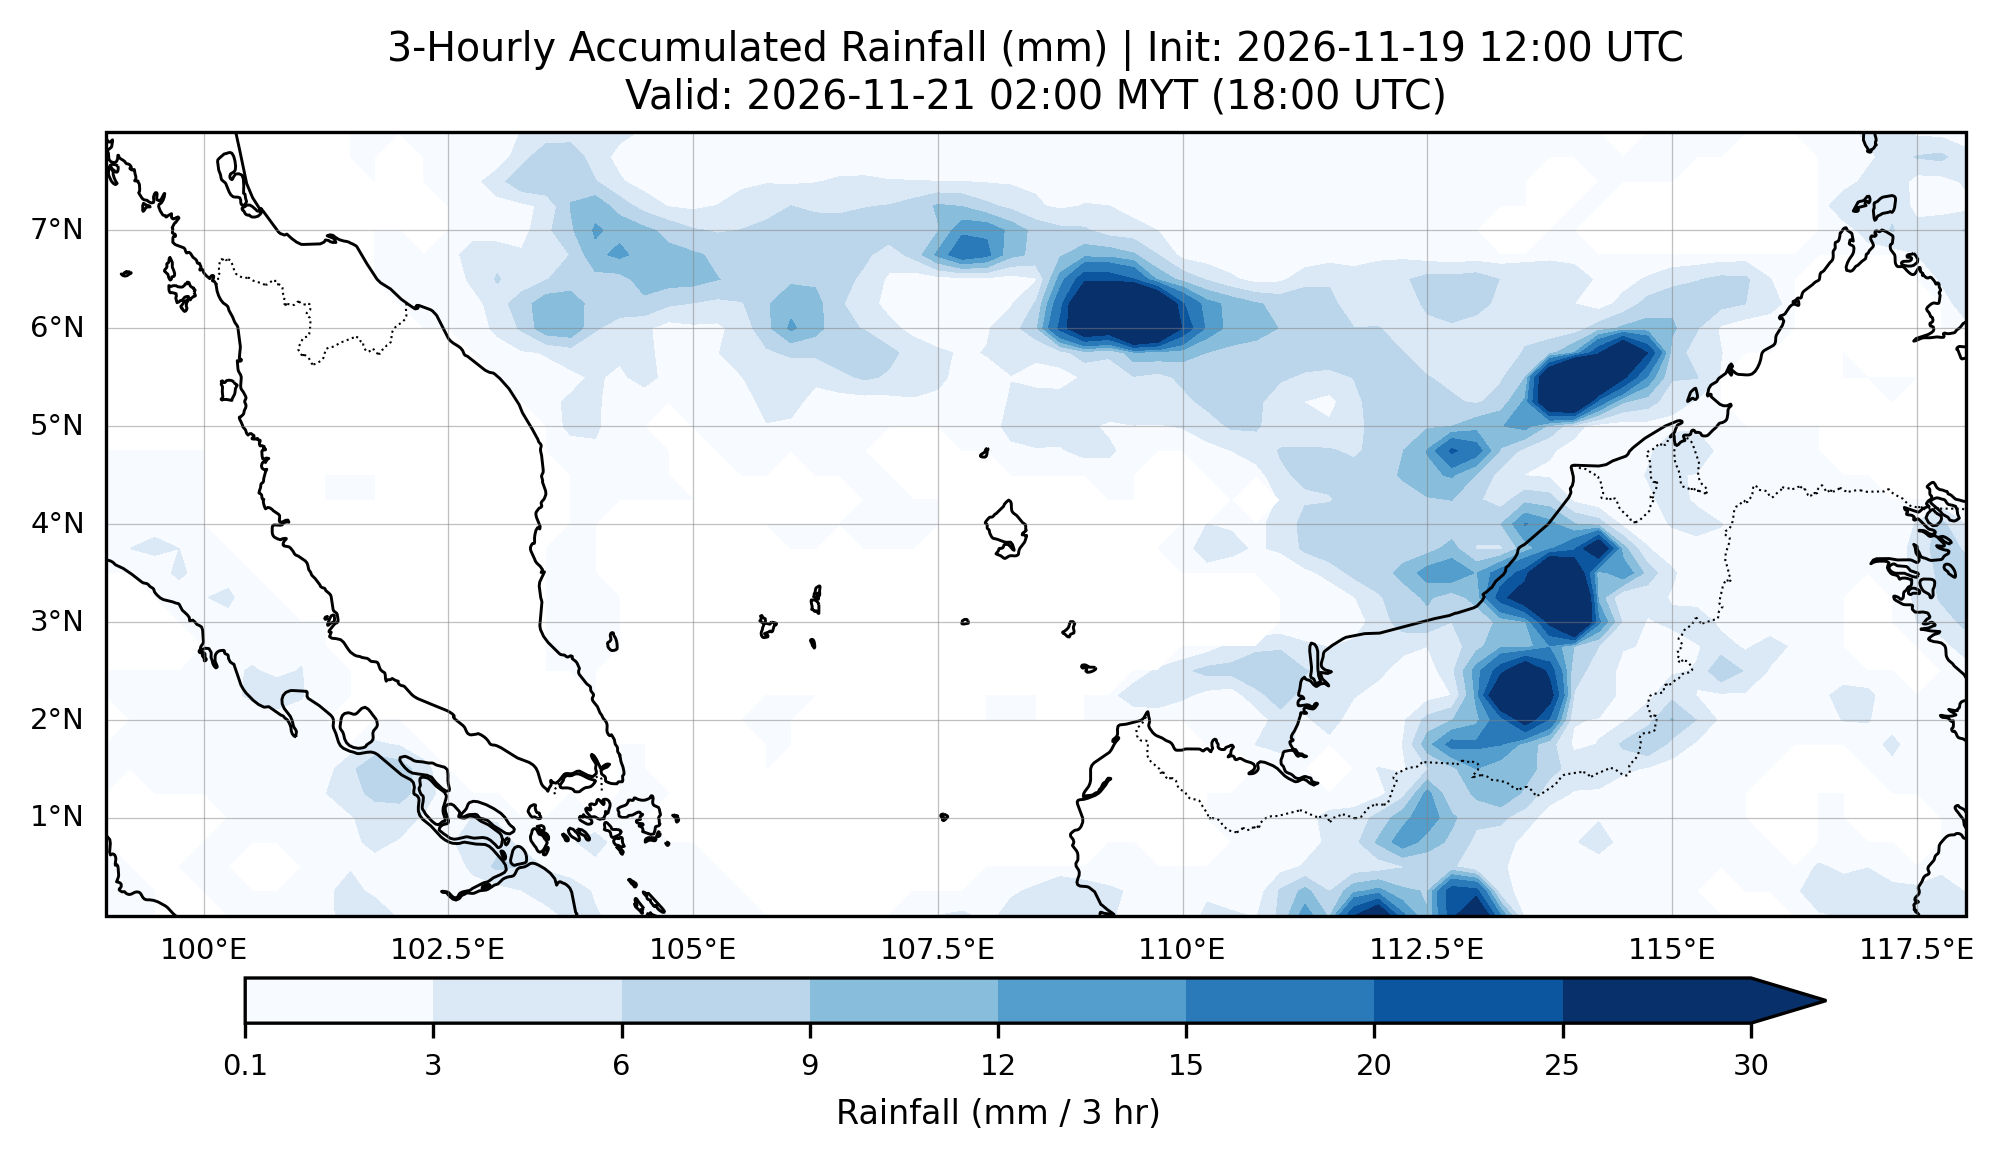 3-Hourly Accumulated Rainfall (mm) | Init: 2026-11-19 12:00 UTC
Valid: 2026-11-21 02:00 MYT (18:00 UTC)
7°N
6°N
5°N
4°N
3°N
2°N
1°N
100°E 102.5°E 105°E 107.5°E 110°E 112.5°E 115°E 117.5°E
0.1 3 6 9 12 15 20 25 30
Rainfall (mm / 3 hr)